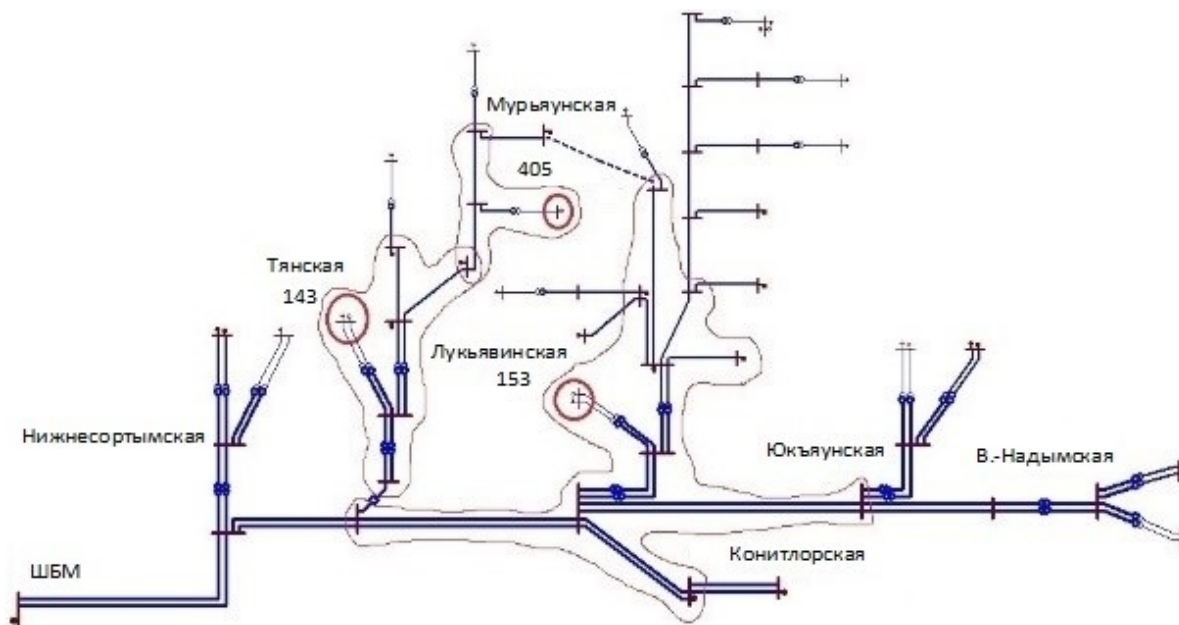 Мурьяунская
405
Тянская
143
Лукьявинская
153
Нижнесортымская
Юкъяунская
В.-Надымская
Конитлорская
ШБМ